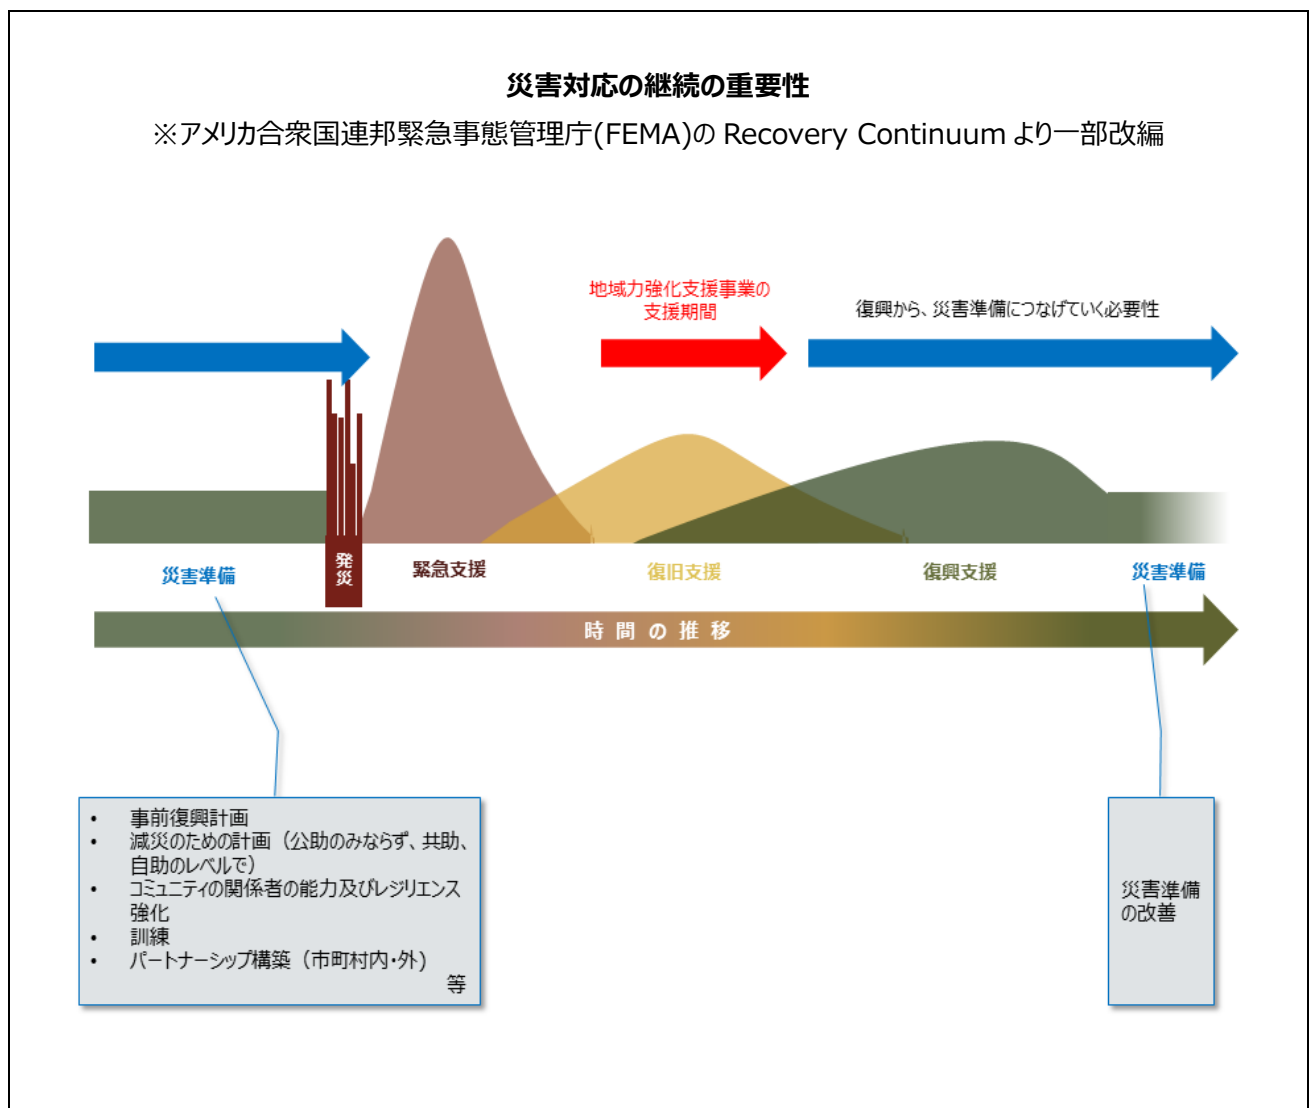 災害対応の継続の重要性
※アメリカ合衆国連邦緊急事態管理庁(FEMA)の Recovery Continuum より一部改編
地域力強化支援事業の
支援期間
復興から、災害準備につなげていく必要性
発災
災害準備
緊急支援
復旧支援
復興支援
災害準備
時間の推移
• 事前復興計画
• 減災のための計画（公助のみならず、共助、
自助のレベルで）
• コミュニティの関係者の能力及びレジリエンス
強化
• 訓練
• パートナーシップ構築（市町村内・外)
等
災害準備
の改善